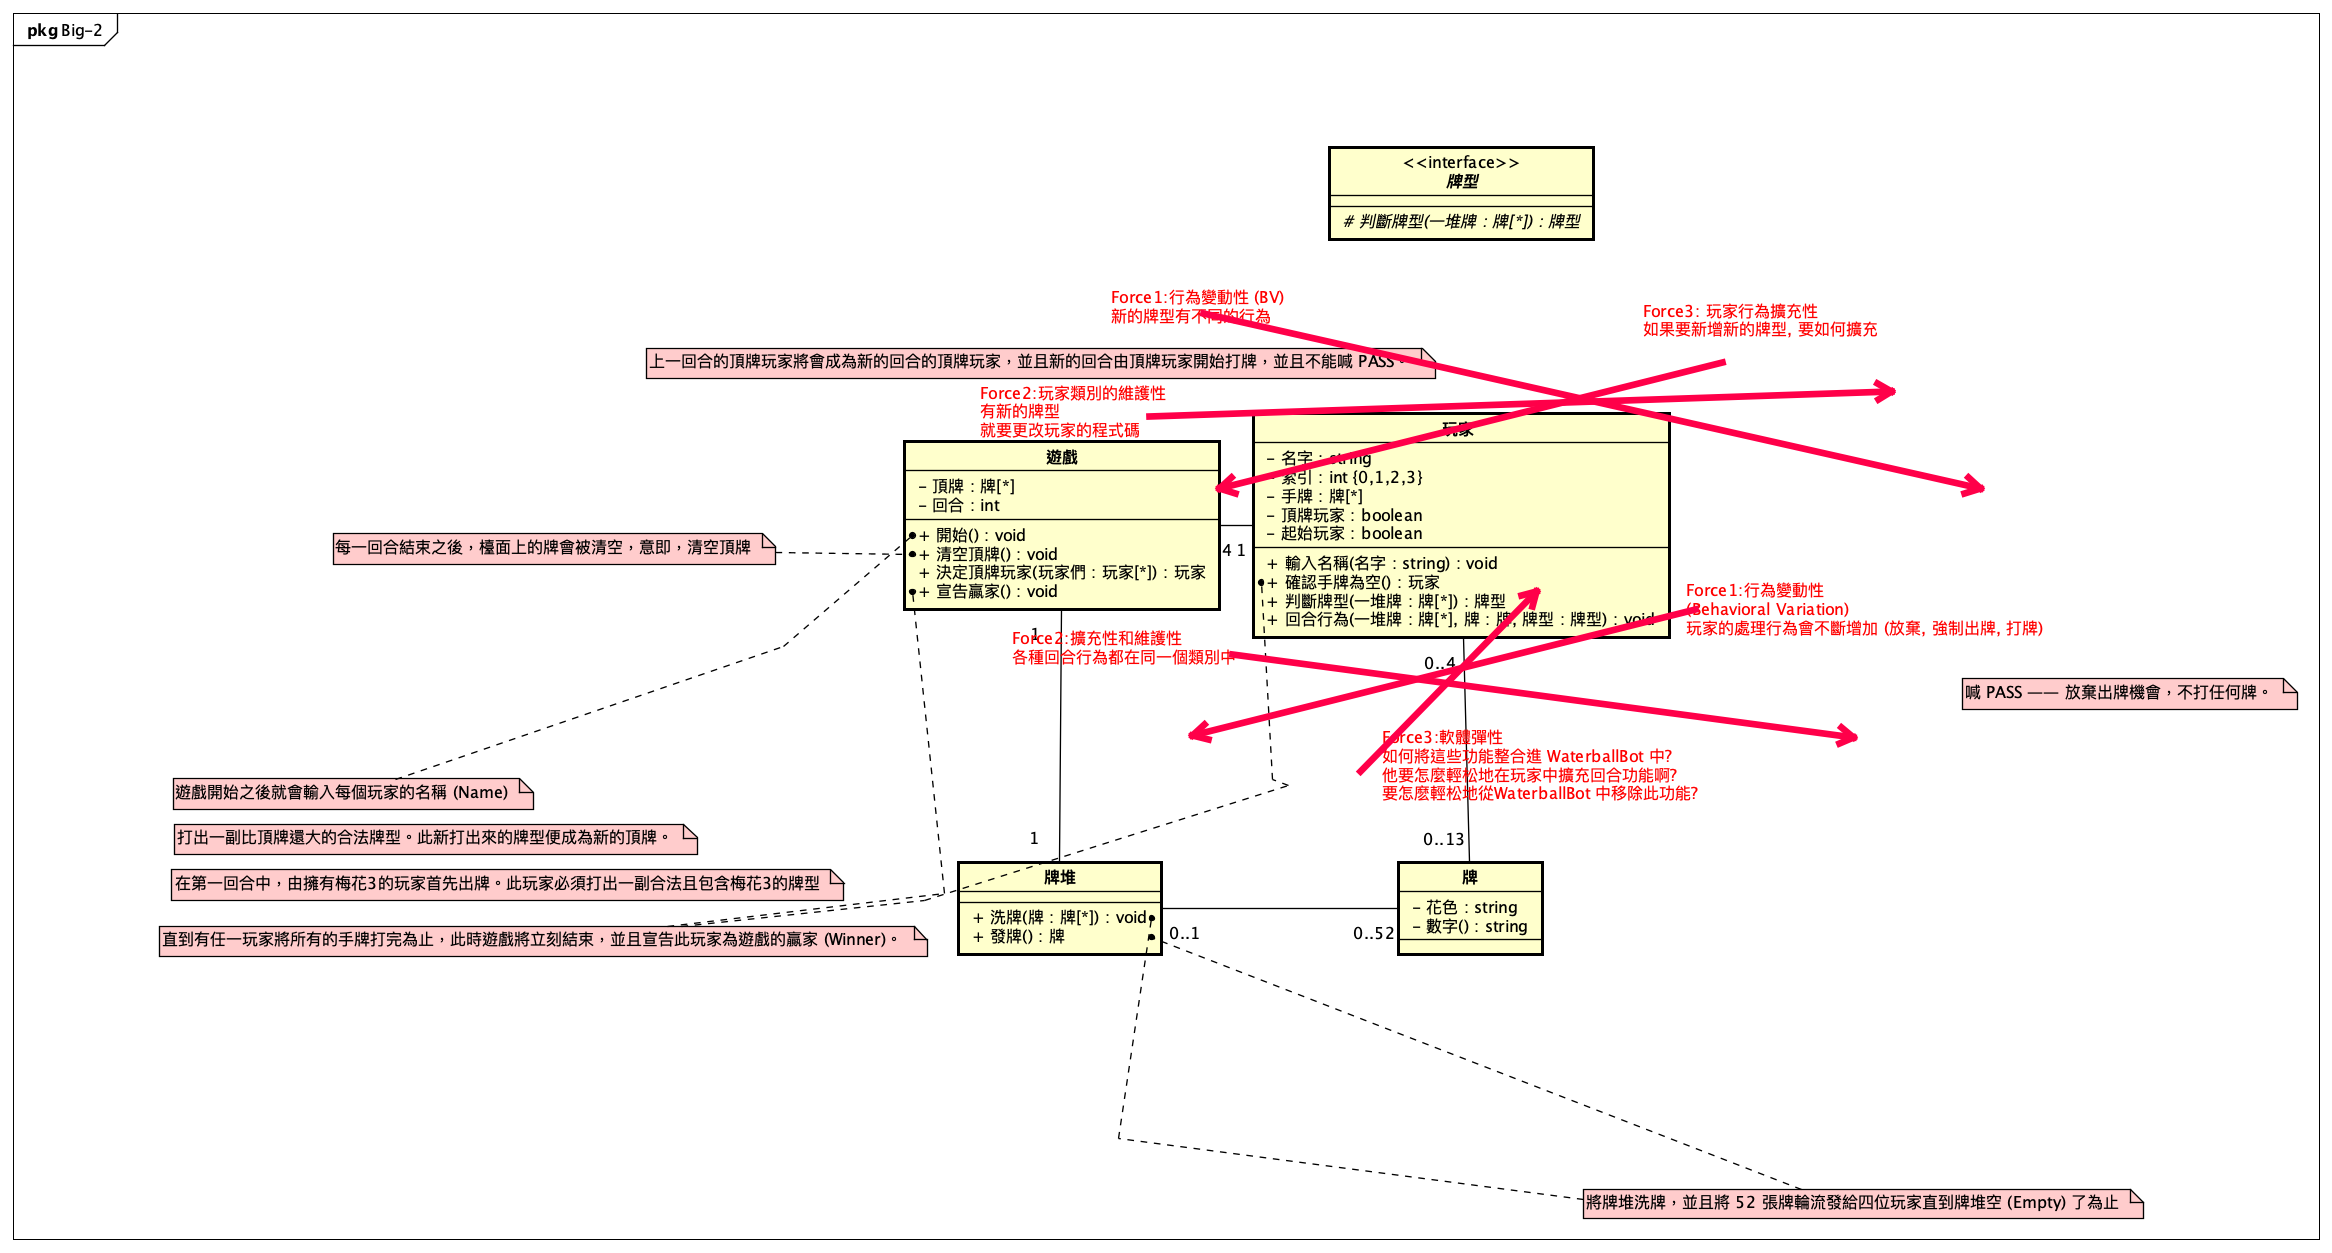 pkg Big-2
<<interface>>
牌型
# 判斷牌型(一堆牌 : 牌[*]) : 牌型
Force1:行為變動性 (BV)
新的牌型有不同的行為
Force3: 玩家行為擴充性
如果要新增新的牌型, 要如何擴充
上一回合的頂牌玩家將會成為新的回合的頂牌玩家，並且新的回合由頂牌玩家開始打牌，並且不能喊 PASS。
Force2:玩家類別的維護性
有新的牌型
就要更改玩家的程式碼
遊戲
- 頂牌 : 牌[*]
- 回合 : int
+ 開始() : void
+ 清空頂牌() : void
+ 決定頂牌玩家(玩家們 : 玩家[*]) : 玩家
+ 宣告贏家() : void
玩家
- 名字 : string
- 索引 : int {0,1,2,3}
- 手牌 : 牌[*]
- 頂牌玩家 : boolean
- 起始玩家 : boolean
+ 輸入名稱(名字 : string) : void
+ 確認手牌為空() : 玩家
+ 判斷牌型(一堆牌 : 牌[*]) : 牌型
+ 回合行為(一堆牌 : 牌[*], 牌 : 牌, 牌型 : 牌型) : void
4 1
每一回合結束之後，檯面上的牌會被清空，意即，清空頂牌
Force1:行為變動性
(Behavioral Variation)
玩家的處理行為會不斷增加 (放棄, 強制出牌, 打牌)
1
Force2:擴充性和維護性
各種回合行為都在同一個類別中
0..4
喊 PASS —— 放棄出牌機會，不打任何牌。
Force3:軟體彈性
如何將這些功能整合進 WaterballBot 中?
他要怎麼輕松地在玩家中擴充回合功能啊?
要怎麼輕松地從WaterballBot 中移除此功能?
遊戲開始之後就會輸入每個玩家的名稱 (Name)
打出一副比頂牌還大的合法牌型。此新打出來的牌型便成為新的頂牌。
在第一回合中，由擁有梅花3的玩家首先出牌。此玩家必須打出一副合法且包含梅花3的牌型
直到有任一玩家將所有的手牌打完為止，此時遊戲將立刻結束，並且宣告此玩家為遊戲的贏家 (Winner)。
1
0..13
牌堆
+ 洗牌(牌 : 牌[*]) : void
+ 發牌() : 牌
0..1
0..52
牌
- 花色 : string
- 數字() : string
將牌堆洗牌，並且將 52 張牌輪流發給四位玩家直到牌堆空 (Empty) 了為止